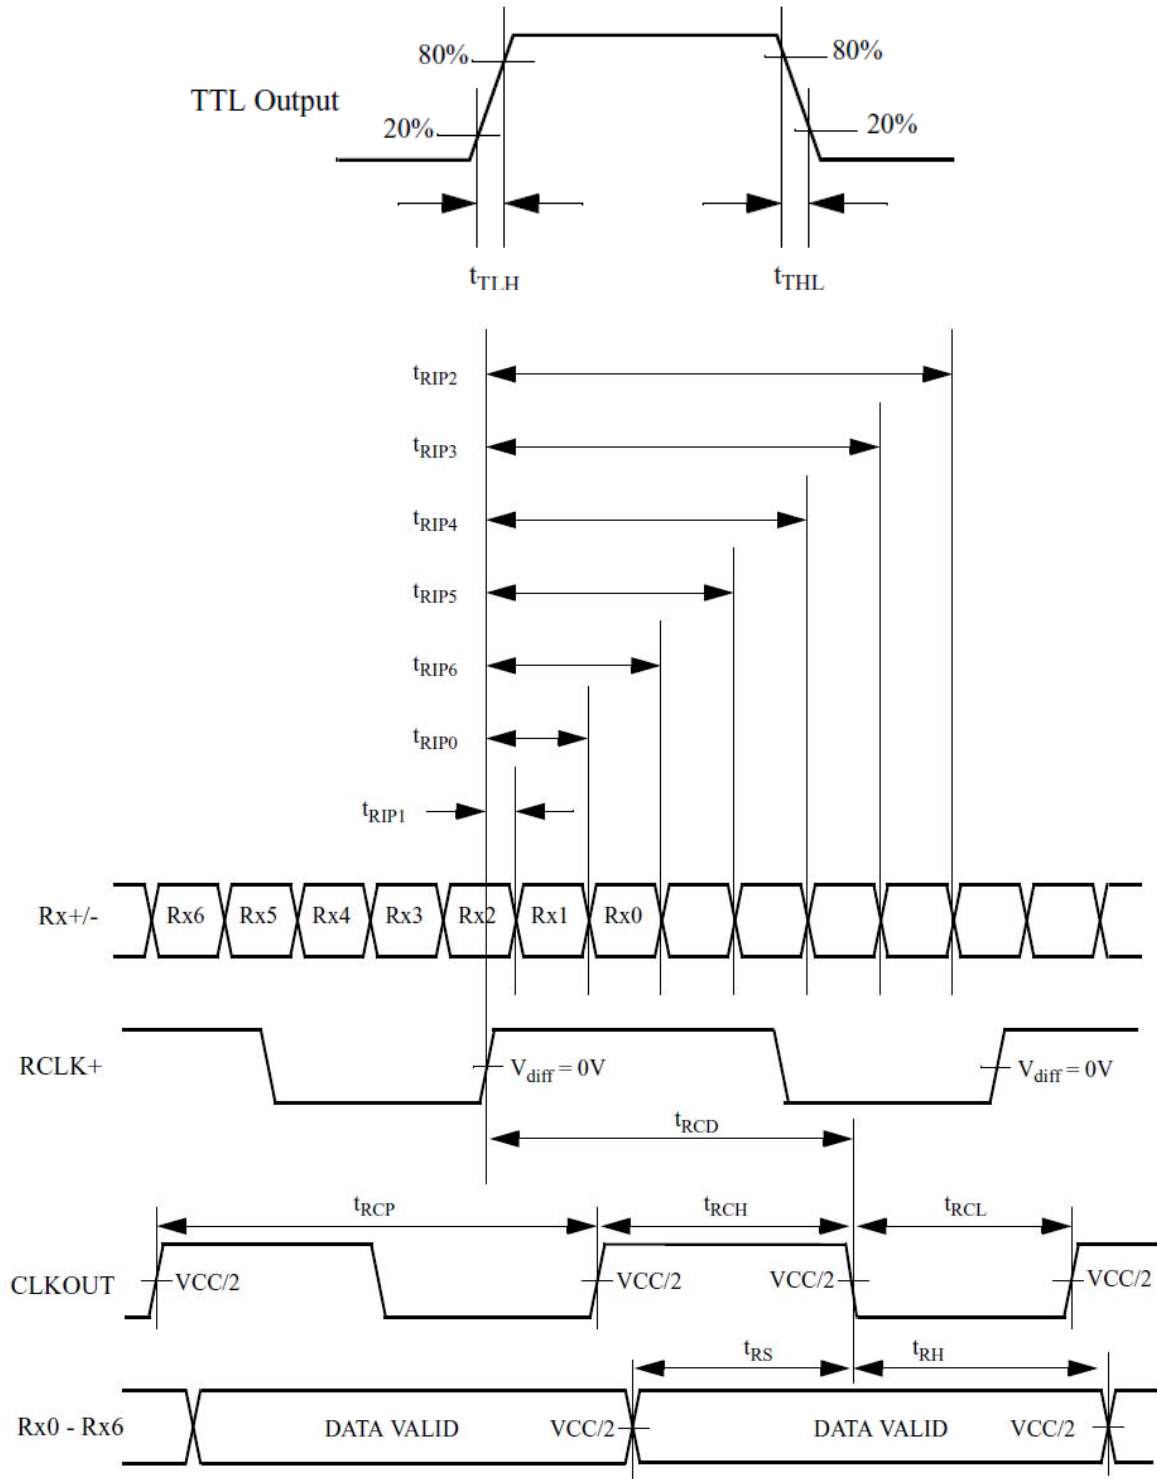 80%
80%
TTL Output
20%
20%
tTLH
tTHL
tRIP2
tRIP3
tRIP4
tRIP5
tRIP6
tRIP0
tRIP1
Rx+/-
Rx6
Rx5
Rx4
Rx3
Rx2
Rx1
Rx0
RCLK+
Vdiff = 0V
Vdiff = 0V
tRCD
tRCP
tRCH
tRCL
CLKOUT
VCC/2
VCC/2
VCC/2
VCC/2
tRS
tRH
Rx0 - Rx6
DATA VALID
VCC/2
DATA VALID
VCC/2